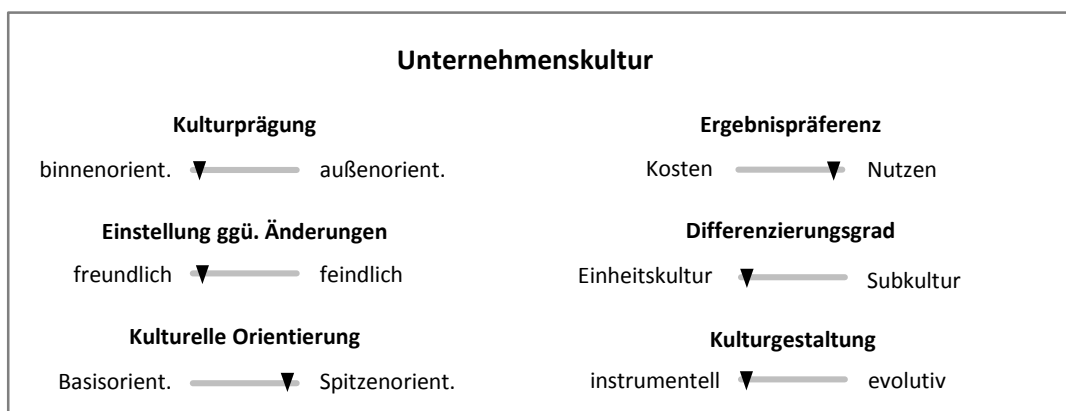 Unternehmenskultur
Kulturprägung
binnenorient. außenorient.
Ergebnispräferenz
Kosten Nutzen
Einstellung ggü. Änderungen
freundlich feindlich
Differenzierungsgrad
Einheitskultur Subkultur
Kulturelle Orientierung
Basisorient. Spitzenorient.
Kulturgestaltung
instrumentell evolutiv